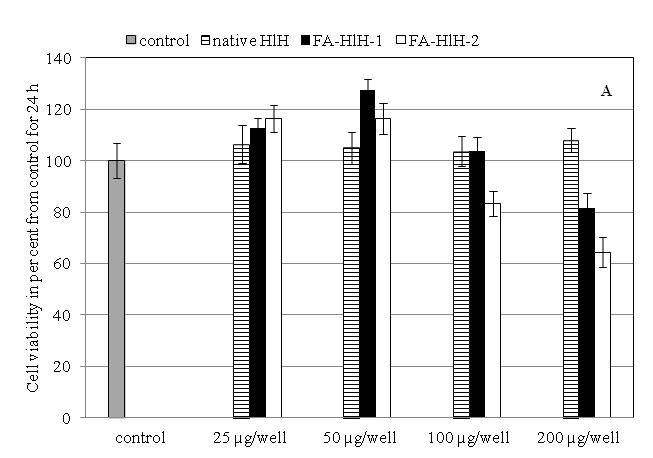 control native HlH FA-HlH-1 FA-HlH-2
140
A
120
100
80
60
40
20
0
Cell viability in per cent from control for 24 h
control 25 µg/well 50 µg/well 100 µg/well 200 µg/well